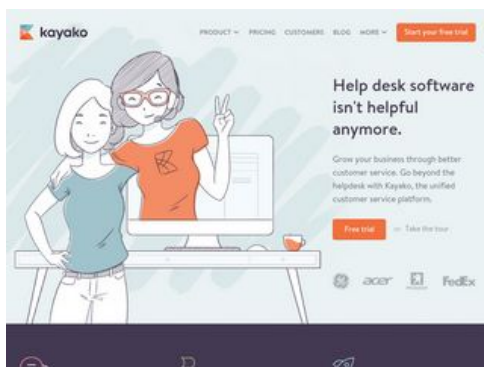 kayako
PRODUCT PRICING CUSTOMERS BLOG MORE Start your free trial
Help desk software
isn't helpful
anymore.
Grow your business through better
customer service. Go beyond the
helpdesk with Kayako, the unified
customer service platform.
Free trial or Take the tour
acer FedEx